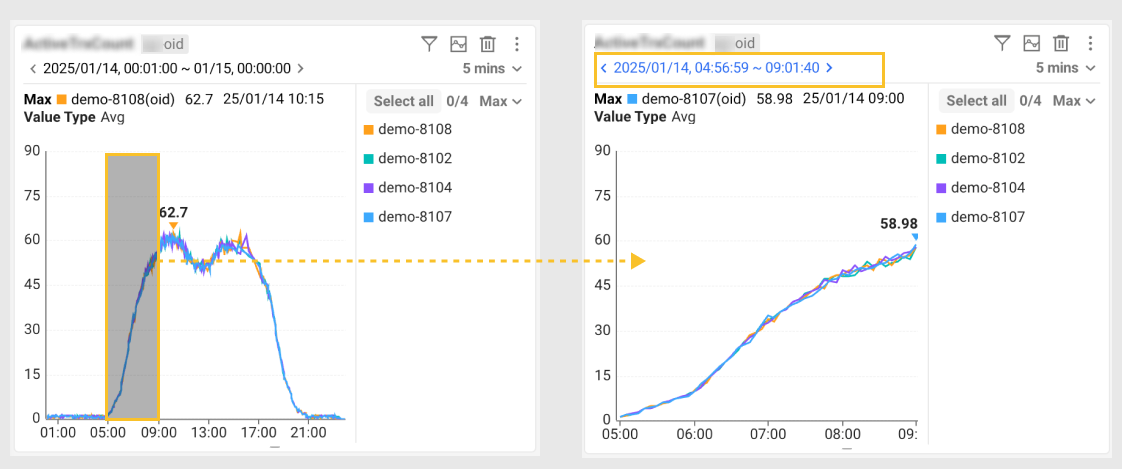 oid
2025/01/14, 00:01:00 ~ 01/15, 00:00:00
5 mins
Max demo-8108(oid) 62.7 25/01/14 10:15
Value Type Avg
Select all 0/4 Max
demo-8108
demo-8102
demo-8104
demo-8107
90
75
60
45
30
15
0
62.7
01:00 05:00 09:00 13:00 17:00 21:00
oid
2025/01/14, 04:56:59 ~ 09:01:40
5 mins
Max demo-8107(oid) 58.98 25/01/14 09:00
Value Type Avg
Select all 0/4 Max
demo-8108
demo-8102
demo-8104
demo-8107
90
75
60
45
30
15
0
58.98
05:00 06:00 07:00 08:00 09: